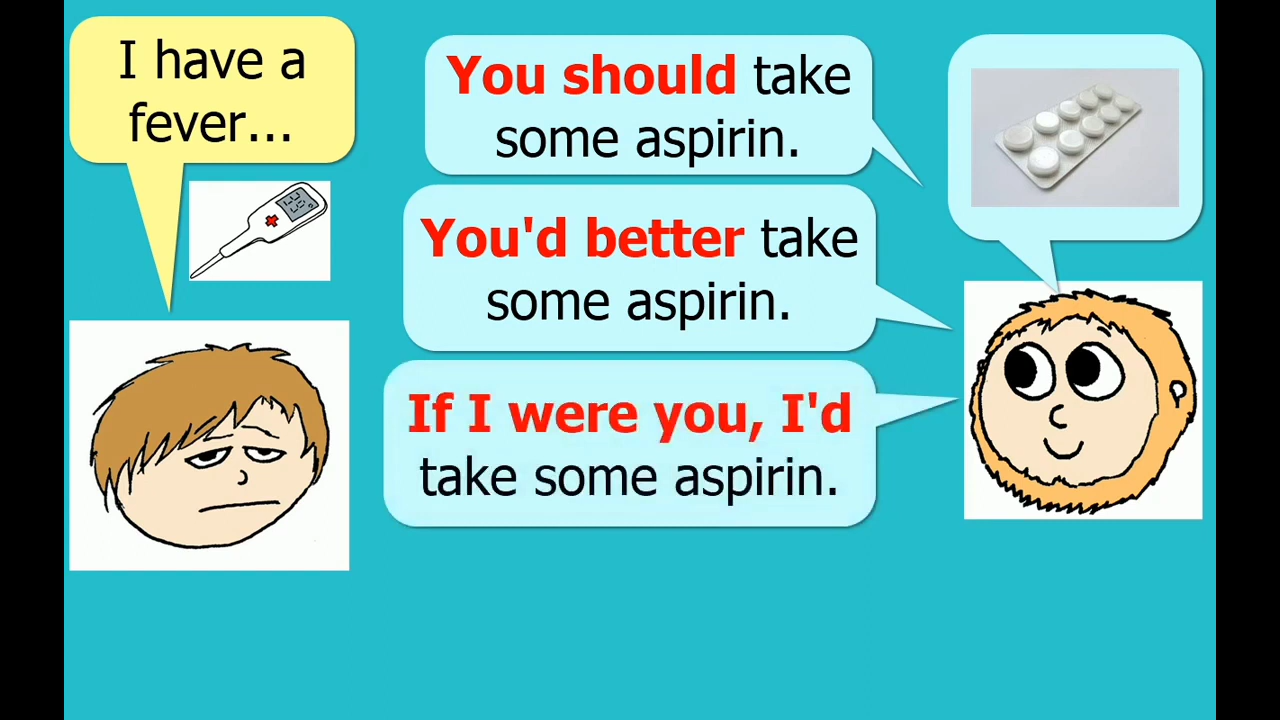 I have a
fever...
You should take
some aspirin.
You'd better take
some aspirin.
If I were you, I'd
take some aspirin.